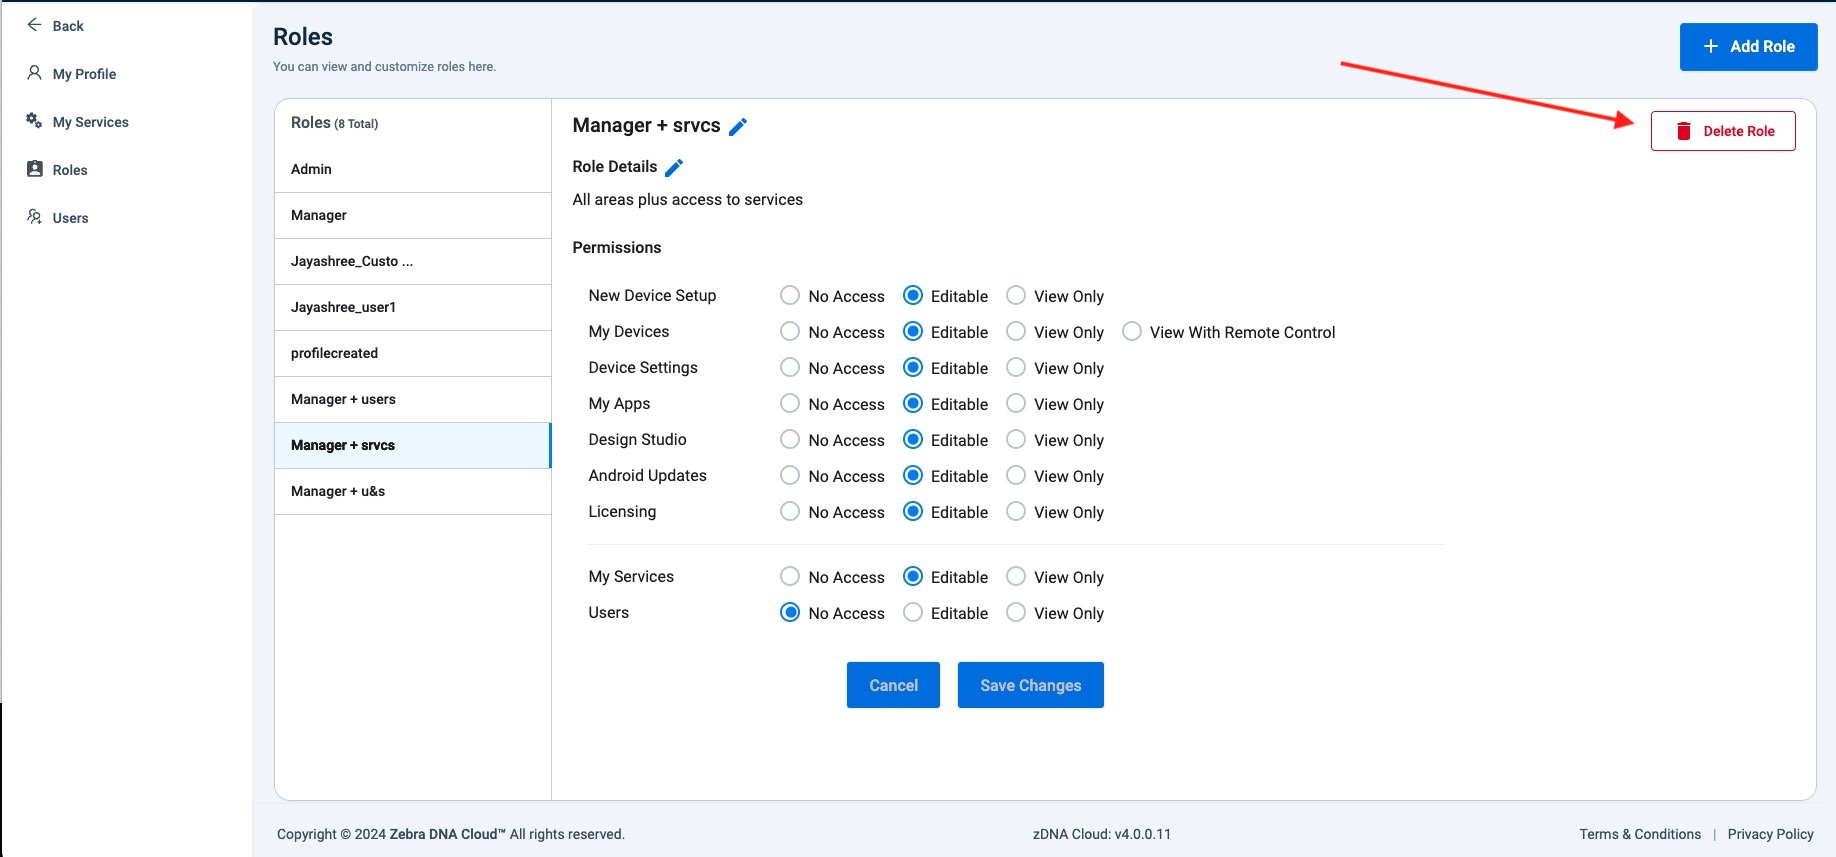 Back
My Profile
My Services
Roles
Users
Roles
You can view and customize roles here.
Add Role
Roles (8 Total)
Admin
Manager
Jayashree_Custo ...
Jayashree_user1
profilecreated
Manager + users
Manager + srvcs
Manager + u&s
Manager + srvcs
Delete Role
Role Details
All areas plus access to services
Permissions
New Device Setup No Access Editable View Only
My Devices No Access Editable View Only View With Remote Control
Device Settings No Access Editable View Only
My Apps No Access Editable View Only
Design Studio No Access Editable View Only
Android Updates No Access Editable View Only
Licensing No Access Editable View Only
My Services No Access Editable View Only
Users No Access Editable View Only
Cancel Save Changes
Copyright © 2024 Zebra DNA Cloud™ All rights reserved. zDNA Cloud: v4.0.0.11 Terms & Conditions | Privacy Policy